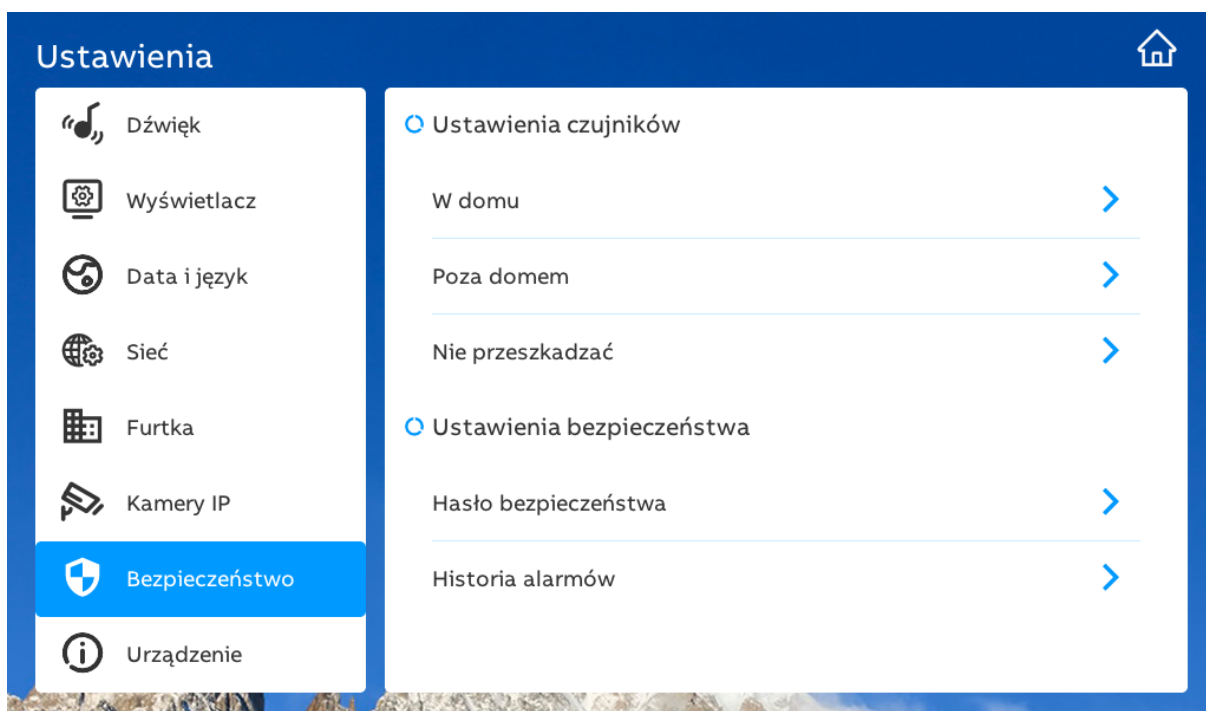 Ustawienia
Dźwięk
Wyświetlacz
Data i język
Sieć
Furtka
Kamery IP
Bezpieczeństwo
Urządzenie
Ustawienia czujników
W domu
Poza domem
Nie przeszkadzać
Ustawienia bezpieczeństwa
Hasło bezpieczeństwa
Historia alarmów